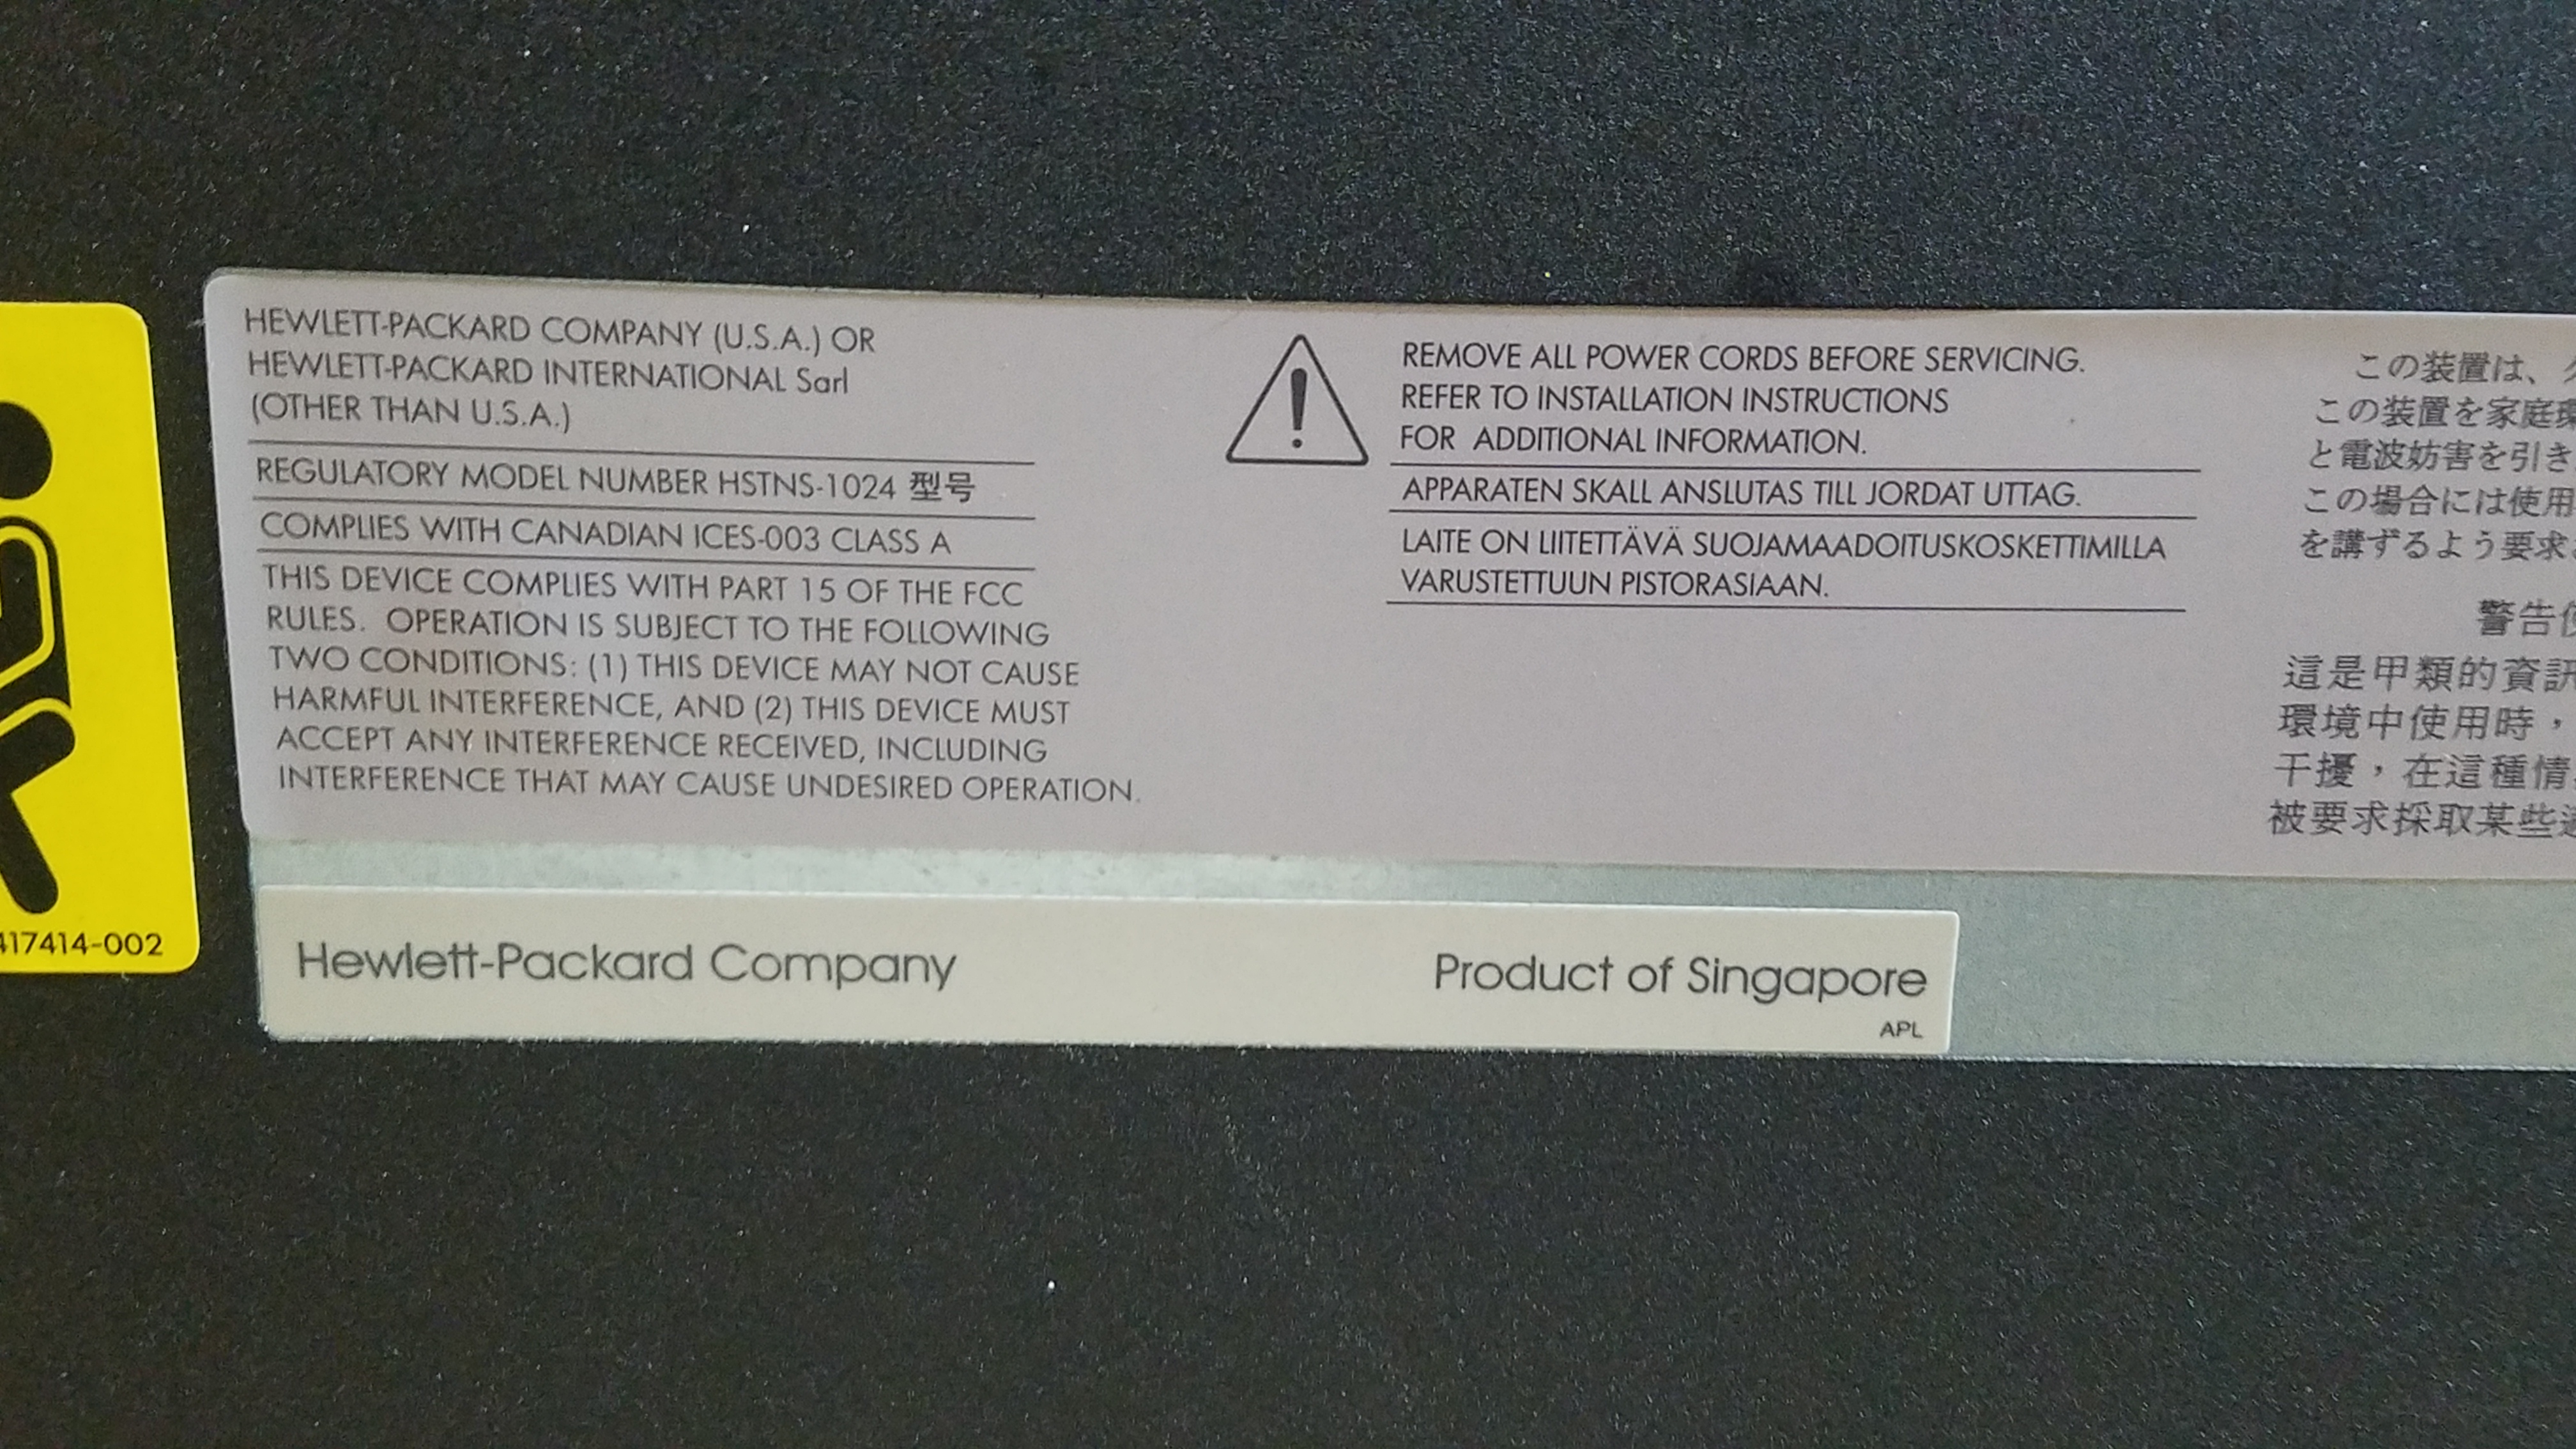 HEWLETT-PACKARD COMPANY (U.S.A.) OR
HEWLETT-PACKARD INTERNATIONAL Sarl
(OTHER THAN U.S.A.)
REGULATORY MODEL NUMBER HSTNS-1024 型号
COMPLIES WITH CANADIAN ICES-003 CLASS A
THIS DEVICE COMPLIES WITH PART 15 OF THE FCC
RULES. OPERATION IS SUBJECT TO THE FOLLOWING
TWO CONDITIONS: (1) THIS DEVICE MAY NOT CAUSE
HARMFUL INTERFERENCE, AND (2) THIS DEVICE MUST
ACCEPT ANY INTERFERENCE RECEIVED, INCLUDING
INTERFERENCE THAT MAY CAUSE UNDESIRED OPERATION.
REMOVE ALL POWER CORDS BEFORE SERVICING.
REFER TO INSTALLATION INSTRUCTIONS
FOR ADDITIONAL INFORMATION.
APPARATEN SKALL ANSLUTAS TILL JORDAT UTTAG.
LAITE ON LIITETTÄVÄ SUOJAMAADOITUSKOSKETTIMILLA
VARUSTETTUUN PISTORASIAAN.
この装置は、
この装置を家庭環
と電波妨害を引き
この場合には使用
を講ずるよう要求
警告使
這是甲類的資訊
環境中使用時，
干擾，在這種情
被要求採取某些適
417414-002
Hewlett-Packard Company
Product of Singapore
APL